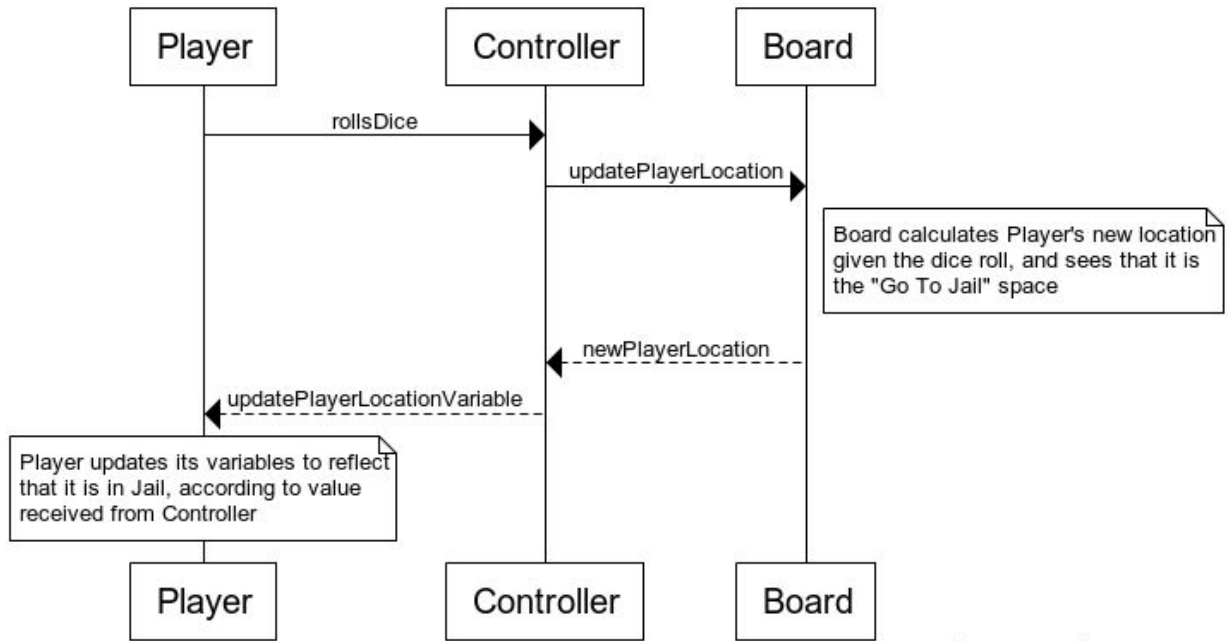 Player
Controller
Board
rollsDice
updatePlayerLocation
Board calculates Player's new location
given the dice roll, and sees that it is
the "Go To Jail" space
newPlayerLocation
updatePlayerLocationVariable
Player updates its variables to reflect
that it is in Jail, according to value
received from Controller
Player
Controller
Board